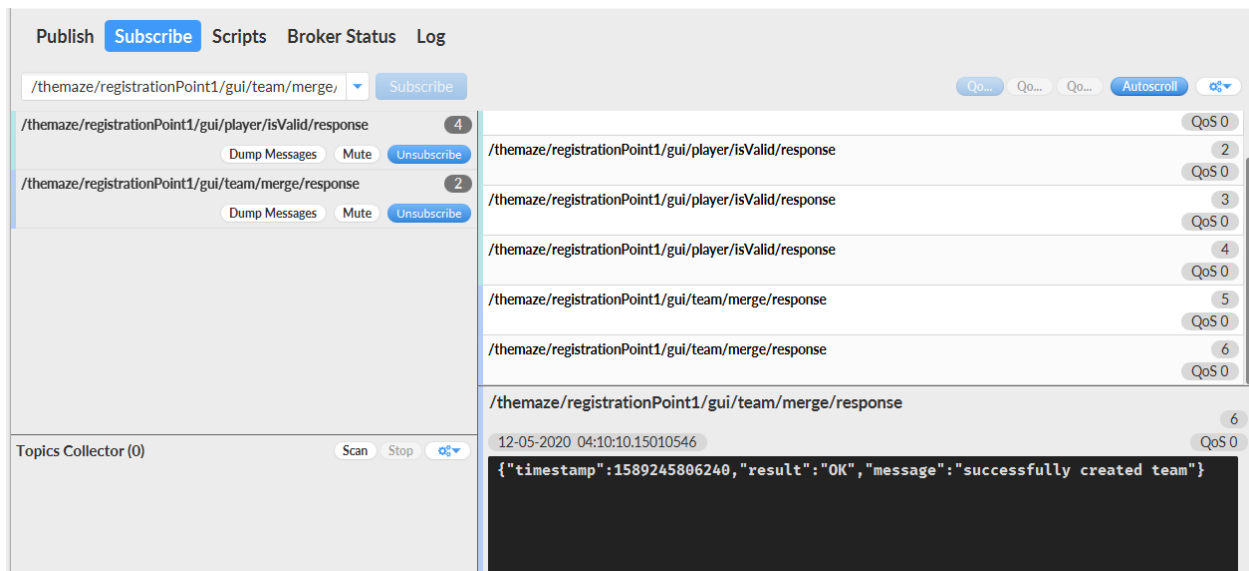 Publish Subscribe Scripts Broker Status Log
/themaze/registrationPoint1/gui/team/merge/ Subscribe Qo... Qo... Qo... Autoscroll
/themaze/registrationPoint1/gui/player/isValid/response 4
Dump Messages Mute Unsubscribe
/themaze/registrationPoint1/gui/team/merge/response 2
Dump Messages Mute Unsubscribe
QoS 0
/themaze/registrationPoint1/gui/player/isValid/response 2
QoS 0
/themaze/registrationPoint1/gui/player/isValid/response 3
QoS 0
/themaze/registrationPoint1/gui/player/isValid/response 4
QoS 0
/themaze/registrationPoint1/gui/team/merge/response 5
QoS 0
/themaze/registrationPoint1/gui/team/merge/response 6
QoS 0
Topics Collector (0) Scan Stop
/themaze/registrationPoint1/gui/team/merge/response 6
12-05-2020 04:10:10.15010546 QoS 0
{"timestamp":1589245806240,"result":"OK","message":"successfully created team"}